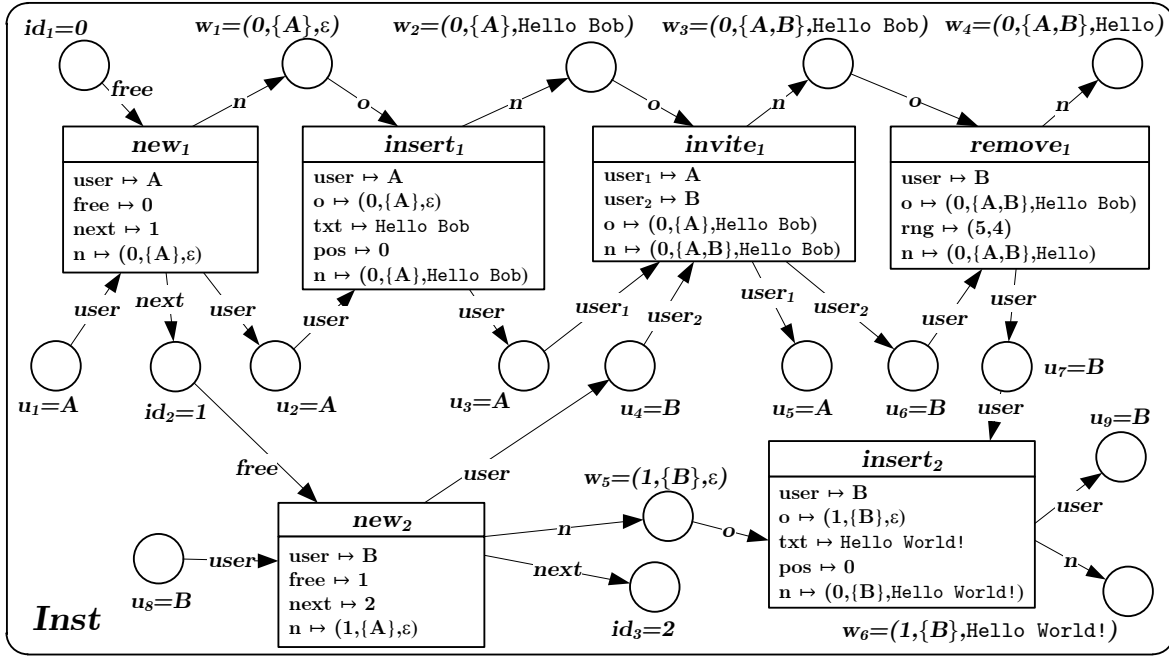 id₁=0
w₁=(0,{A},ε)
w₂=(0,{A},Hello Bob)
w₃=(0,{A,B},Hello Bob)
w₄=(0,{A,B},Hello)
free
n
o
n
o
n
o
n
new₁
user ↦ A
free ↦ 0
next ↦ 1
n ↦ (0,{A},ε)
insert₁
user ↦ A
o ↦ (0,{A},ε)
txt ↦ Hello Bob
pos ↦ 0
n ↦ (0,{A},Hello Bob)
invite₁
user₁ ↦ A
user₂ ↦ B
o ↦ (0,{A},Hello Bob)
n ↦ (0,{A,B},Hello Bob)
remove₁
user ↦ B
o ↦ (0,{A,B},Hello Bob)
rng ↦ (5,4)
n ↦ (0,{A,B},Hello)
user
next
user
user
user
user₁
user₂
user₁
user₂
user
user
u₁=A
id₂=1
u₂=A
u₃=A
u₄=B
u₅=A
u₆=B
u₇=B
user
u₉=B
free
user
w₅=(1,{B},ε)
new₂
user ↦ B
free ↦ 1
next ↦ 2
n ↦ (1,{A},ε)
user
u₈=B
n
next
id₃=2
o
insert₂
user ↦ B
o ↦ (1,{B},ε)
txt ↦ Hello World!
pos ↦ 0
n ↦ (0,{B},Hello World!)
user
n
w₆=(1,{B},Hello World!)
Inst